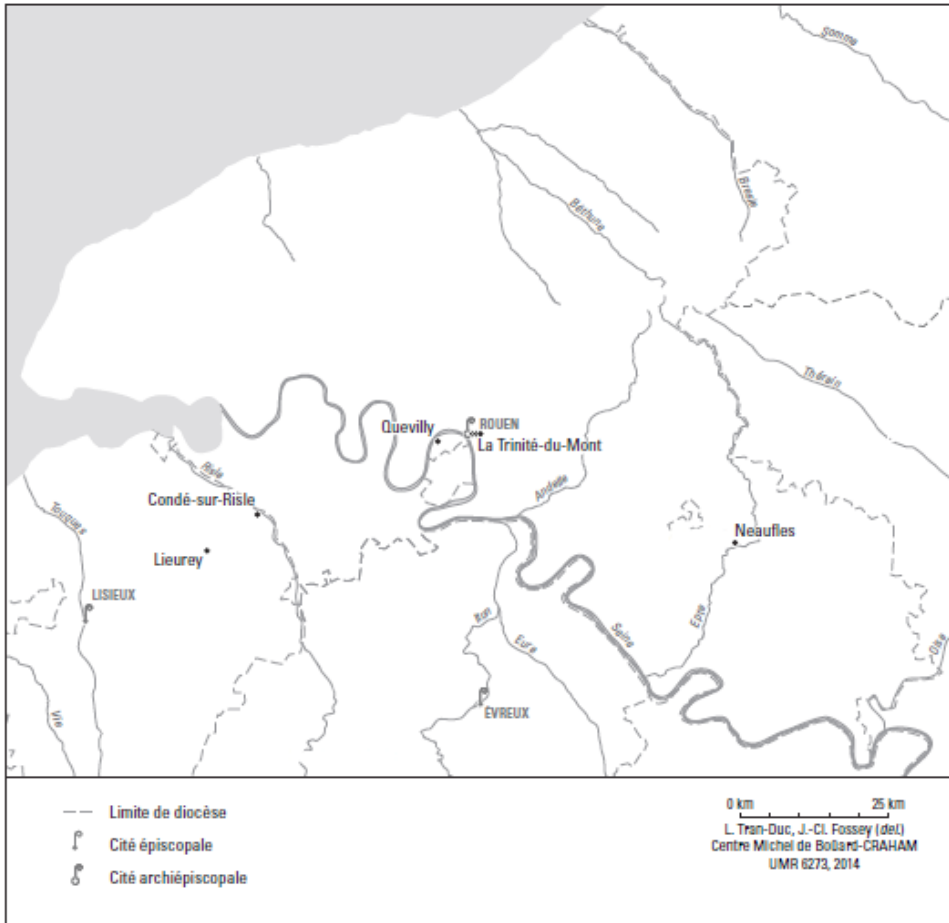 Somme
Bresle
Béthune
Thérain
Quevilly
ROUEN
La Trinité-du-Mont
Risle
Andelle
Condé-sur-Risle
Touques
Lieurey
Neaufles
LISIEUX
Iton
Eure
Seine
Epte
Oise
Vie
ÉVREUX
Limite de diocèse
Cité épiscopale
Cité archiépiscopale
0 km 25 km
L. Tran-Duc, J.-Cl. Fossey (del.)
Centre Michel de Boüard-CRAHAM
UMR 6273, 2014